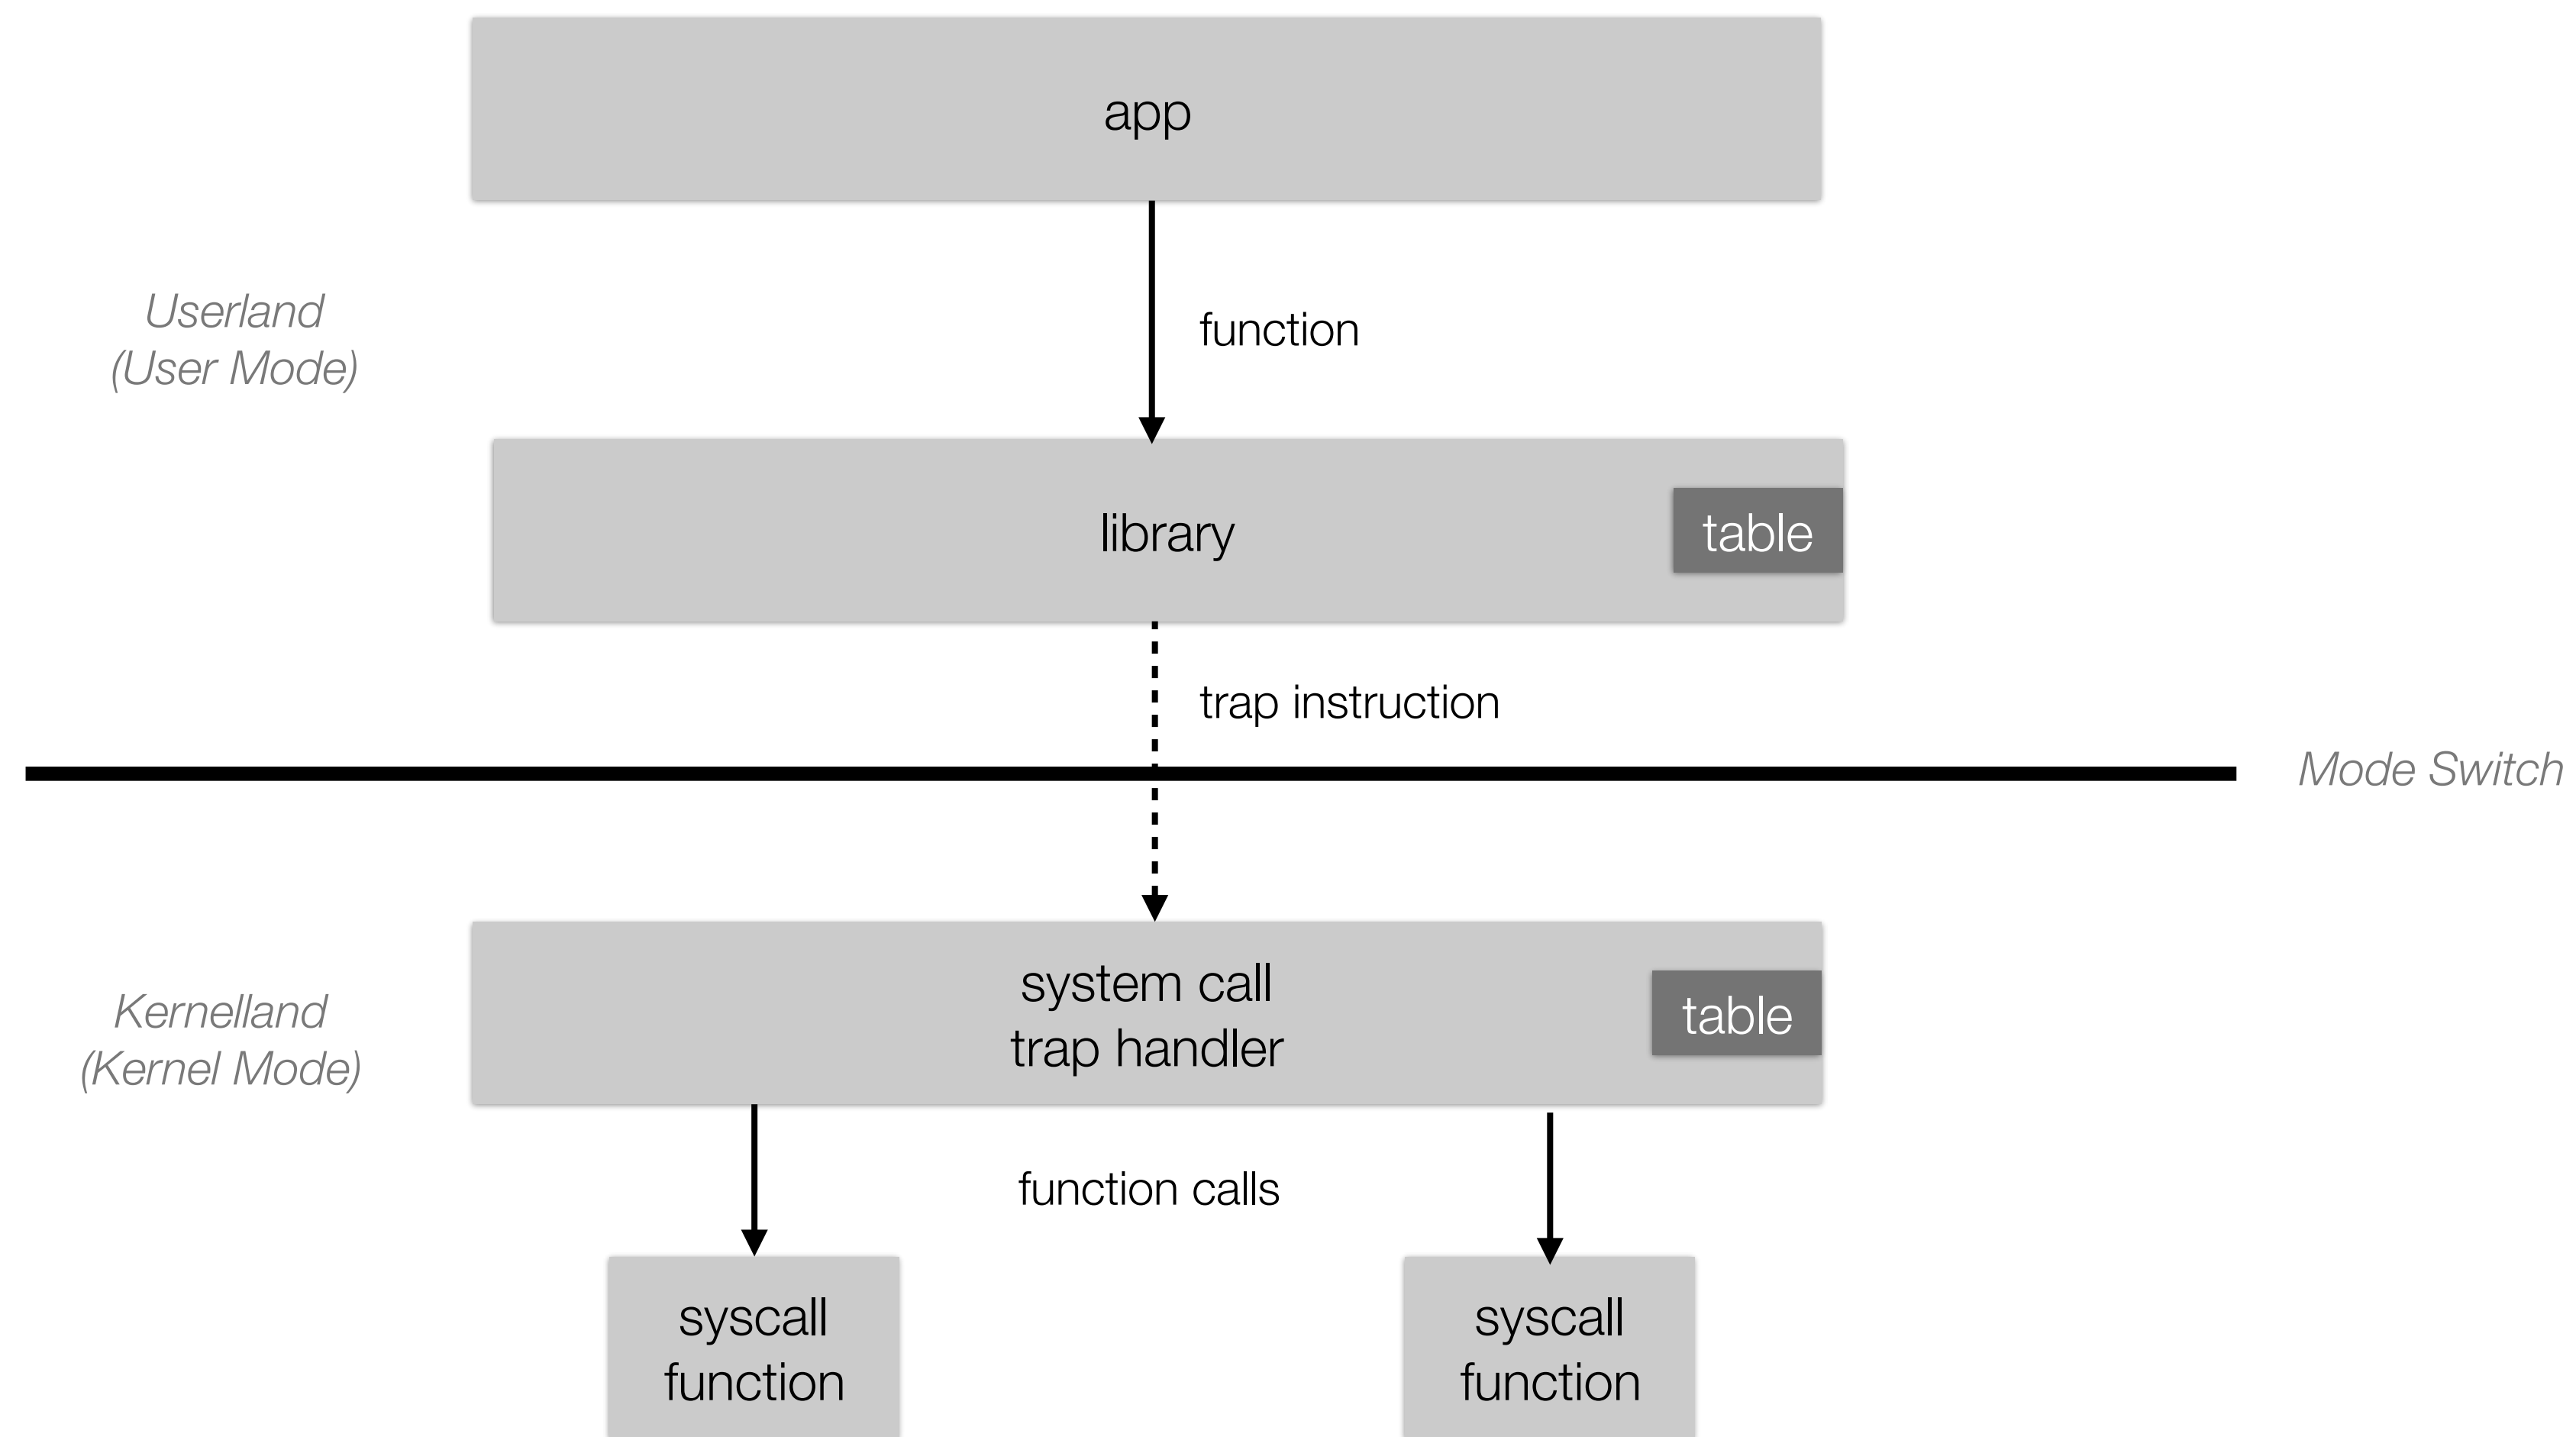 app
Userland
(User Mode)
function
library
table
trap instruction
Mode Switch
system call
trap handler
table
Kernelland
(Kernel Mode)
function calls
syscall
function
syscall
function